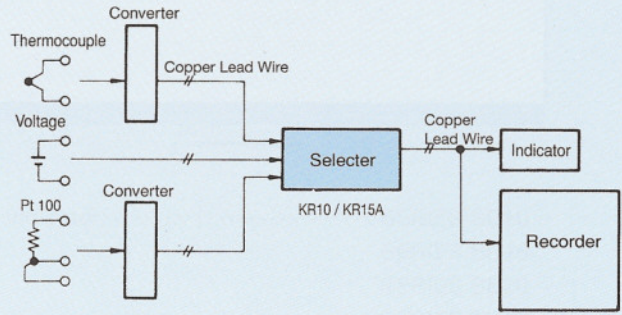 Converter
Thermocouple
Copper Lead Wire
Voltage
Converter
Pt 100
Selecter
KR10 / KR15A
Copper
Lead Wire
Indicator
Recorder